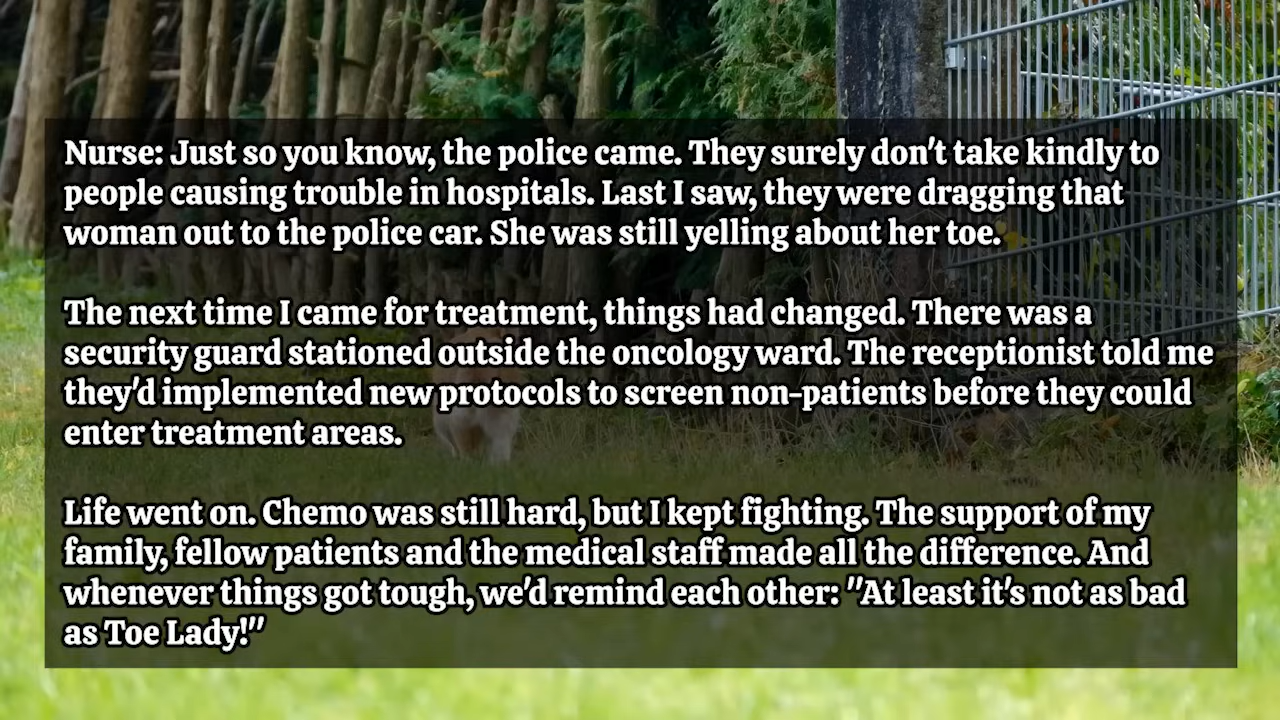 Nurse: Just so you know, the police came. They surely don't take kindly to
people causing trouble in hospitals. Last I saw, they were dragging that
woman out to the police car. She was still yelling about her toe.
The next time I came for treatment, things had changed. There was a
security guard stationed outside the oncology ward. The receptionist told me
they'd implemented new protocols to screen non-patients before they could
enter treatment areas.
Life went on. Chemo was still hard, but I kept fighting. The support of my
family, fellow patients and the medical staff made all the difference. And
whenever things got tough, we'd remind each other: "At least it's not as bad
as Toe Lady!"